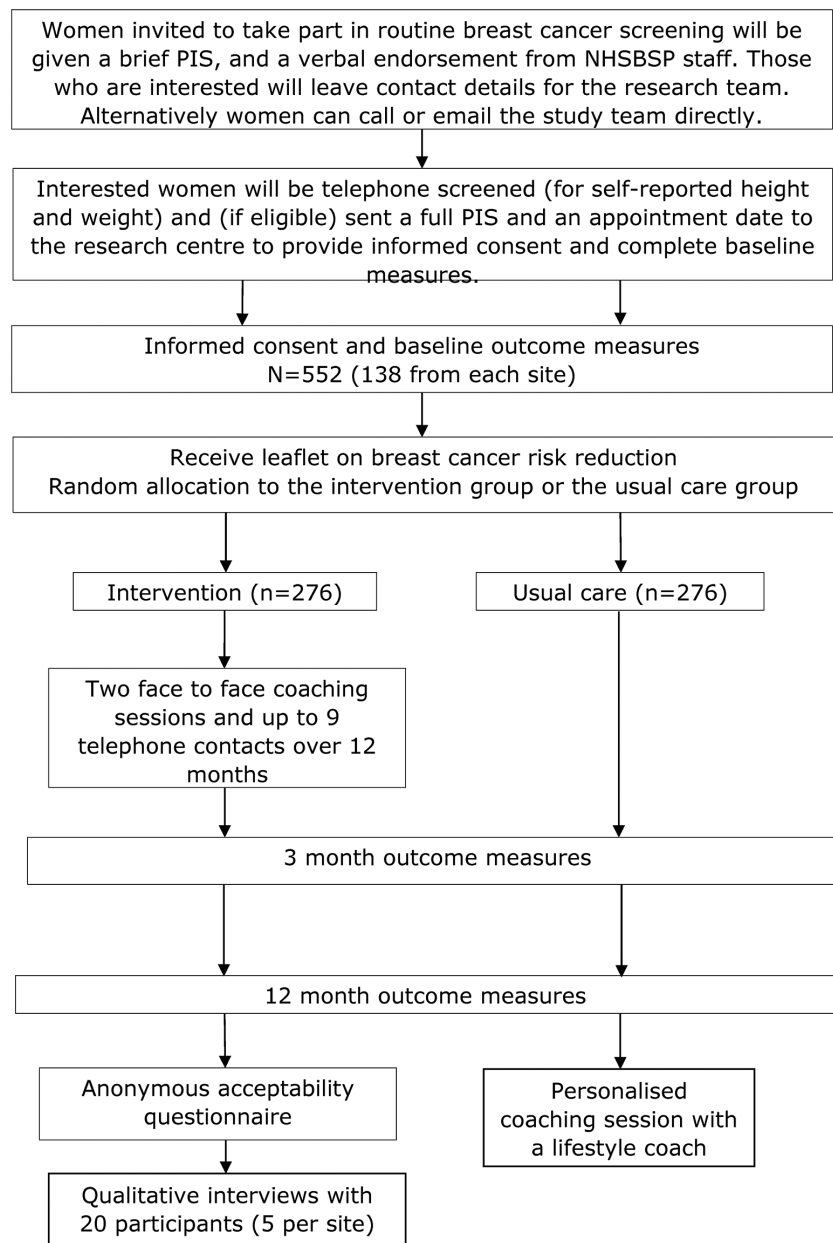 Women invited to take part in routine breast cancer screening will be
given a brief PIS, and a verbal endorsement from NHSBSP staff. Those
who are interested will leave contact details for the research team.
Alternatively women can call or email the study team directly.
Interested women will be telephone screened (for self-reported height
and weight) and (if eligible) sent a full PIS and an appointment date to
the research centre to provide informed consent and complete baseline
measures.
Informed consent and baseline outcome measures
N=552 (138 from each site)
Receive leaflet on breast cancer risk reduction
Random allocation to the intervention group or the usual care group
Intervention (n=276)
Usual care (n=276)
Two face to face coaching
sessions and up to 9
telephone contacts over 12
months
3 month outcome measures
12 month outcome measures
Anonymous acceptability
questionnaire
Personalised
coaching session with
a lifestyle coach
Qualitative interviews with
20 participants (5 per site)